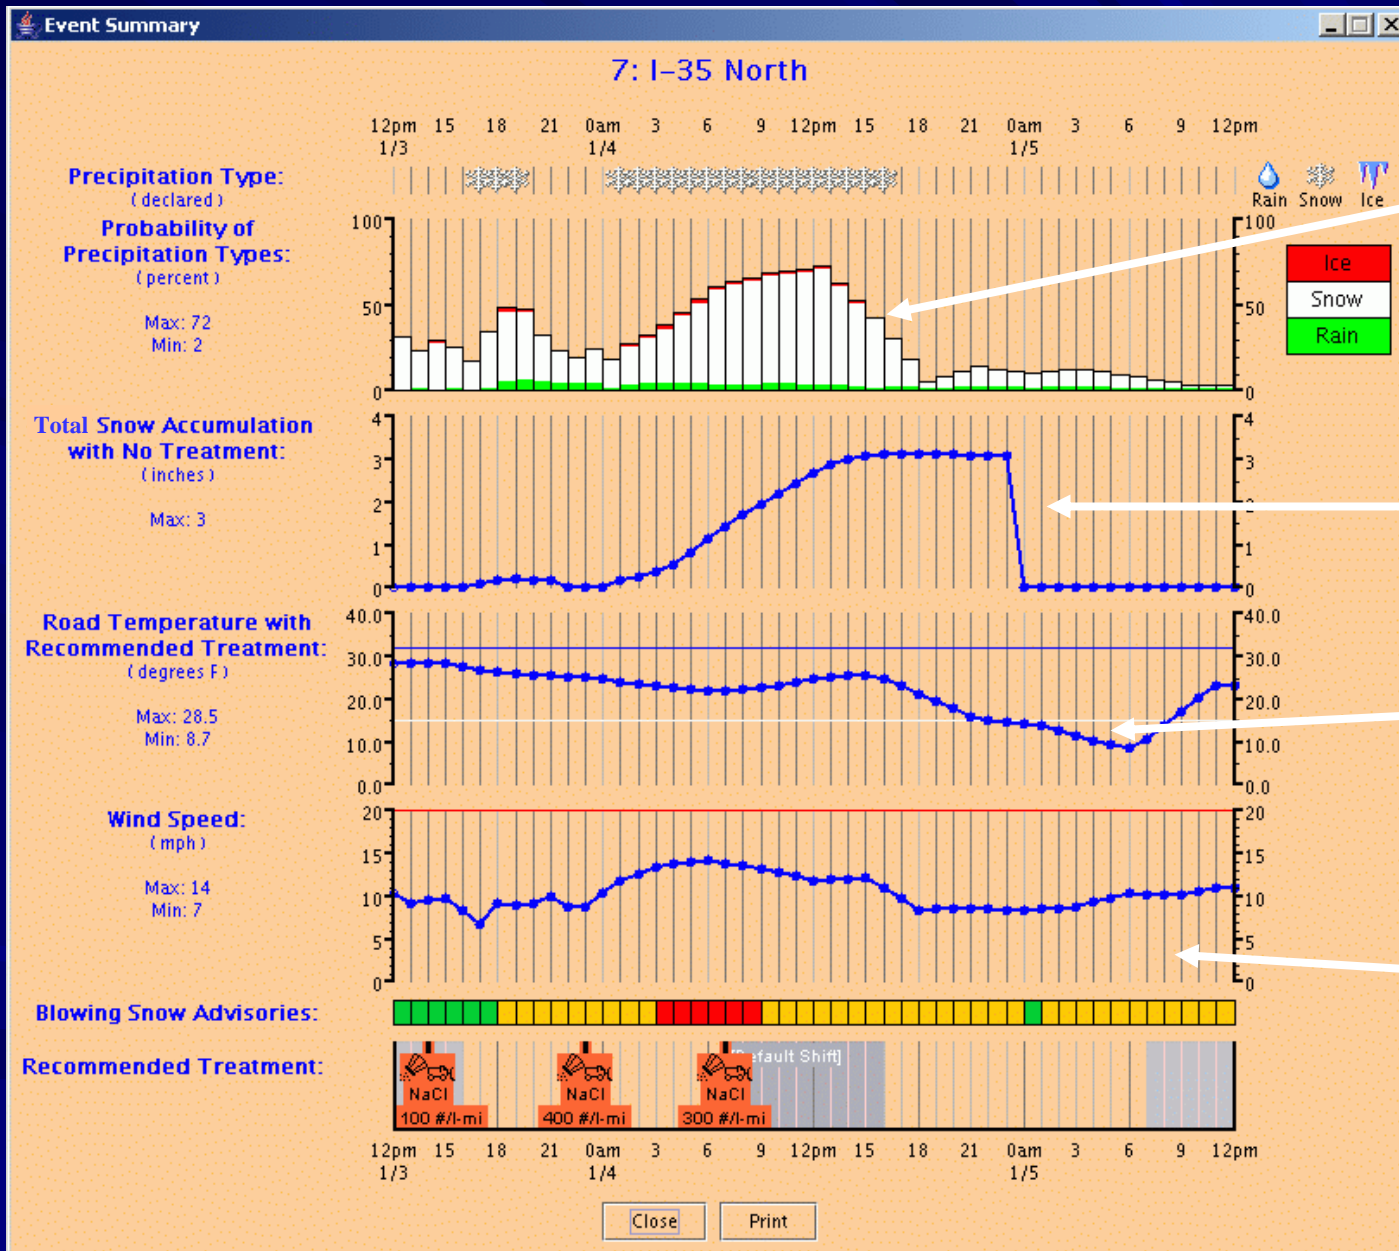 Event Summary
7: I-35 North
12pm 15 18 21 0am 3 6 9 12pm 15 18 21 0am 3 6 9 12pm
1/3 1/4 1/5
Precipitation Type:
(declared)
Rain Snow Ice
Probability of
Precipitation Types:
(percent)
Max: 72
Min: 2
100 100
50 50
0 0
Ice
Snow
Rain
Total Snow Accumulation
with No Treatment:
(inches)
Max: 3
4 4
3 3
2 2
1 1
0 0
Road Temperature with
Recommended Treatment:
(degrees F)
Max: 28.5
Min: 8.7
40.0 40.0
30.0 30.0
20.0 20.0
10.0 10.0
0.0 0.0
Wind Speed:
(mph)
Max: 14
Min: 7
20 20
15 15
10 10
5 5
0 0
Blowing Snow Advisories:
Recommended Treatment:
efault Shift]
NaCl NaCl NaCl
100 #/l-mi 400 #/l-mi 300 #/l-mi
12pm 15 18 21 0am 3 6 9 12pm 15 18 21 0am 3 6 9 12pm
1/3 1/4 1/5
Close Print